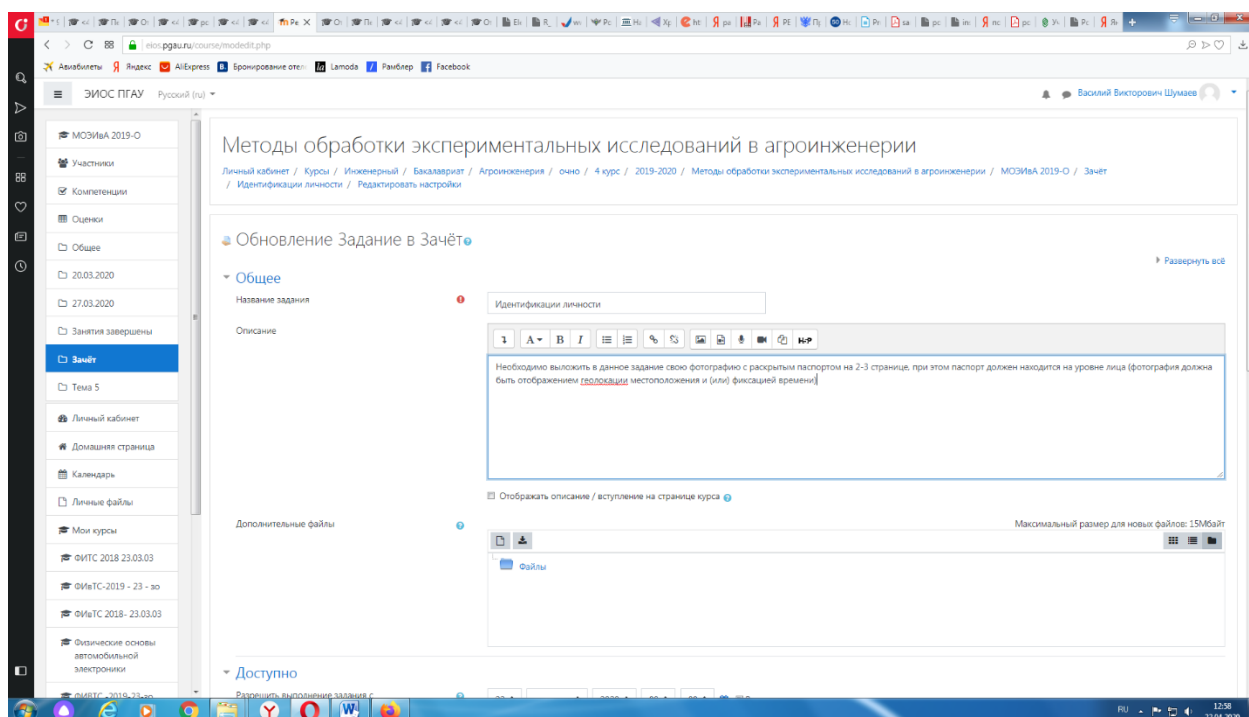 eios.pgau.ru/course/modedit.php
Авиабилеты Яндекс AliExpress Бронирование отел Lamoda Рамблер Facebook
ЭИОС ПГАУ Русский (ru)
Василий Викторович Шумаев
МОЭИвА 2019-О
Участники
Компетенции
Оценки
Общее
20.03.2020
27.03.2020
Занятия завершены
Зачёт
Тема 5
Личный кабинет
Домашняя страница
Календарь
Личные файлы
Мои курсы
ФИТС 2018 23.03.03
ФИвТС-2019 - 23 - зо
ФИвТС 2018- 23.03.03
Физические основы
автомобильной
электроники
Методы обработки экспериментальных исследований в агроинженерии
Личный кабинет / Курсы / Инженерный / Бакалавриат / Агроинженерия / очно / 4 курс / 2019-2020 / Методы обработки экспериментальных исследований в агроинженерии / МОЭИвА 2019-О / Зачёт
/ Идентификации личности / Редактировать настройки
Обновление Задание в Зачёт
Развернуть всё
Общее
Название задания
Идентификации личности
Описание
Необходимо выложить в данное задание свою фотографию с раскрытым паспортом на 2-3 странице, при этом паспорт должен находится на уровне лица (фотография должна
быть отображением геолокации местоположения и (или) фиксацией времени)
Отображать описание / вступление на странице курса
Дополнительные файлы
Максимальный размер для новых файлов: 15Мбайт
Файлы
Доступно
Разрешить выполнение задания с
RU
12:58